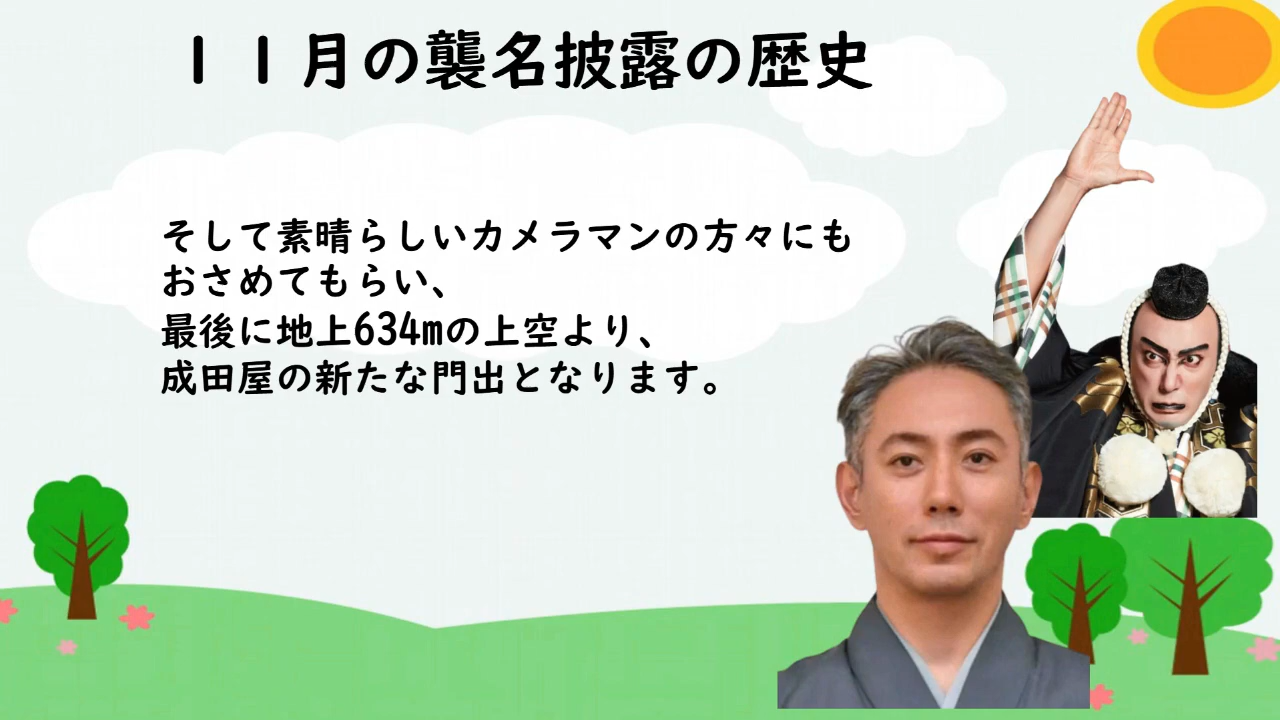 １１月の襲名披露の歴史
そして素晴らしいカメラマンの方々にも
おさめてもらい、
最後に地上634mの上空より、
成田屋の新たな門出となります。